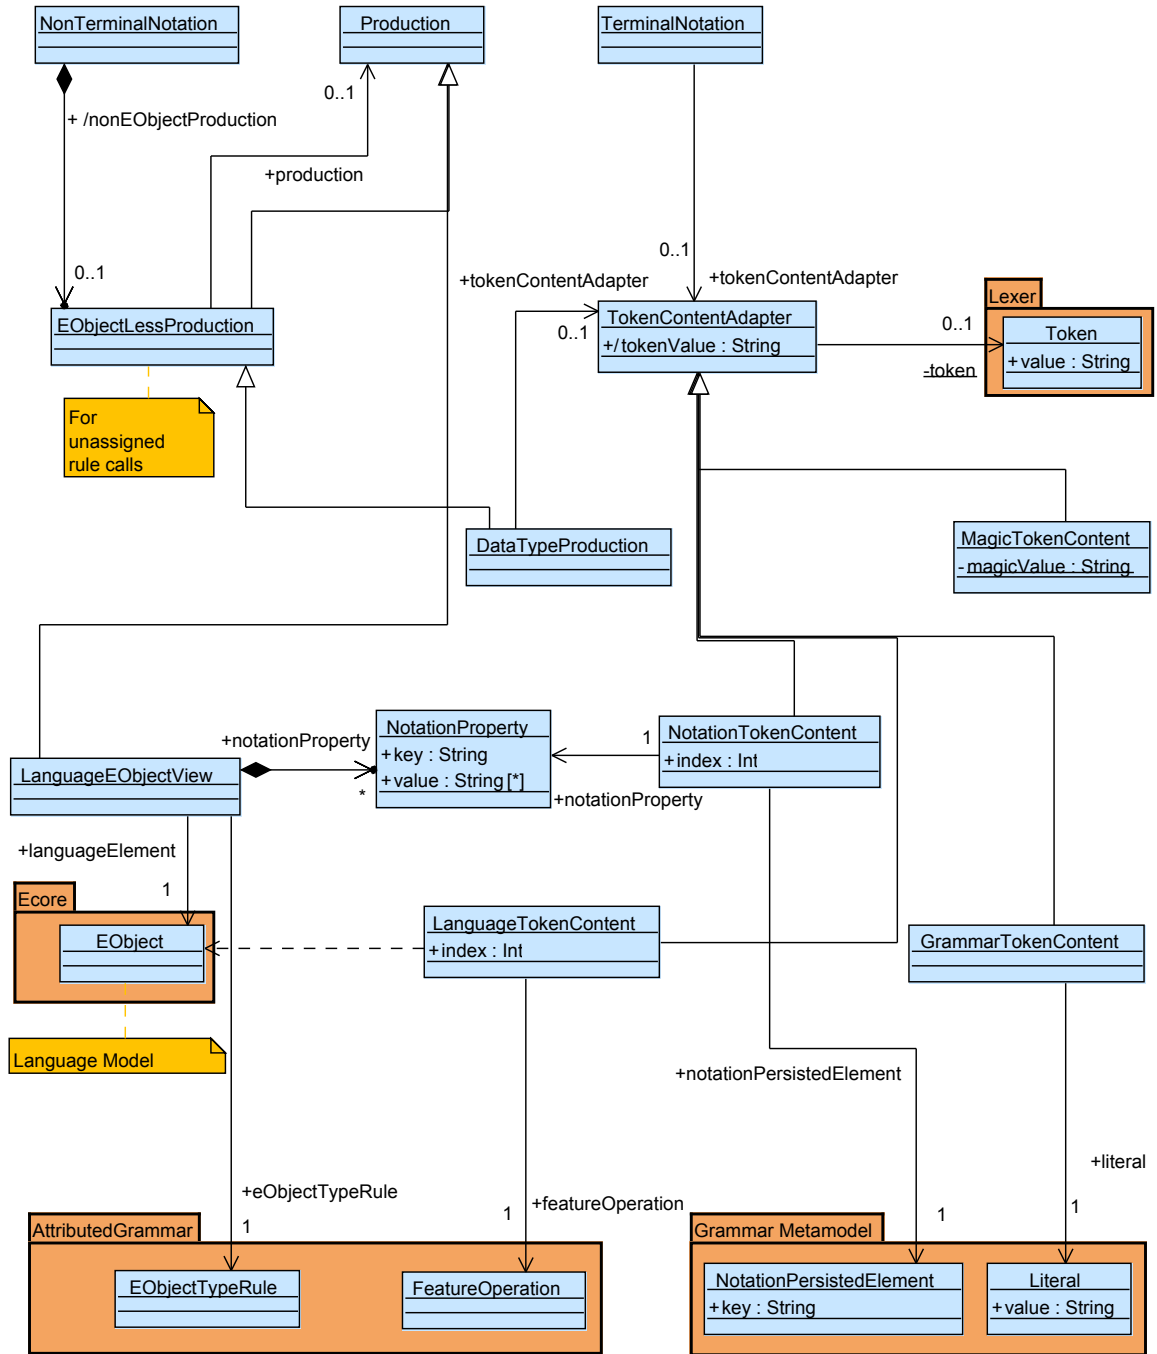 NonTerminalNotation
Production
TerminalNotation
0..1
+ /nonEObjectProduction
+production
0..1
0..1
+tokenContentAdapter
+tokenContentAdapter
Lexer
EObjectLessProduction
TokenContentAdapter
+/ tokenValue : String
0..1
0..1
Token
+ value : String
-token
For
unassigned
rule calls
DataTypeProduction
MagicTokenContent
- magicValue : String
+notationProperty
NotationProperty
+ key : String
+ value : String [*]
1
NotationTokenContent
+ index : Int
LanguageEObjectView
*
+notationProperty
+languageElement
1
Ecore
EObject
LanguageTokenContent
+ index : Int
GrammarTokenContent
Language Model
+notationPersistedElement
+literal
+eObjectTypeRule
1
1
+featureOperation
1
1
AttributedGrammar
Grammar Metamodel
EObjectTypeRule
FeatureOperation
NotationPersistedElement
+ key : String
Literal
+ value : String